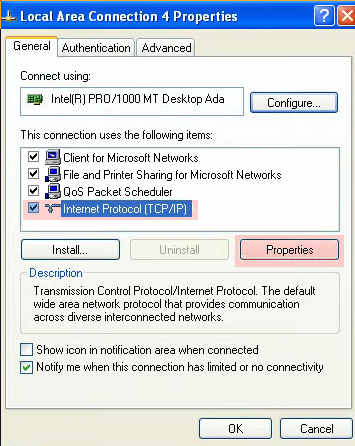 Local Area Connection 4 Properties
General Authentication Advanced
Connect using:
Intel(R) PRO/1000 MT Desktop Ada
Configure...
This connection uses the following items:
Client for Microsoft Networks
File and Printer Sharing for Microsoft Networks
QoS Packet Scheduler
Internet Protocol (TCP/IP)
Install... Uninstall Properties
Description
Transmission Control Protocol/Internet Protocol. The default
wide area network protocol that provides communication
across diverse interconnected networks.
Show icon in notification area when connected
Notify me when this connection has limited or no connectivity
OK Cancel